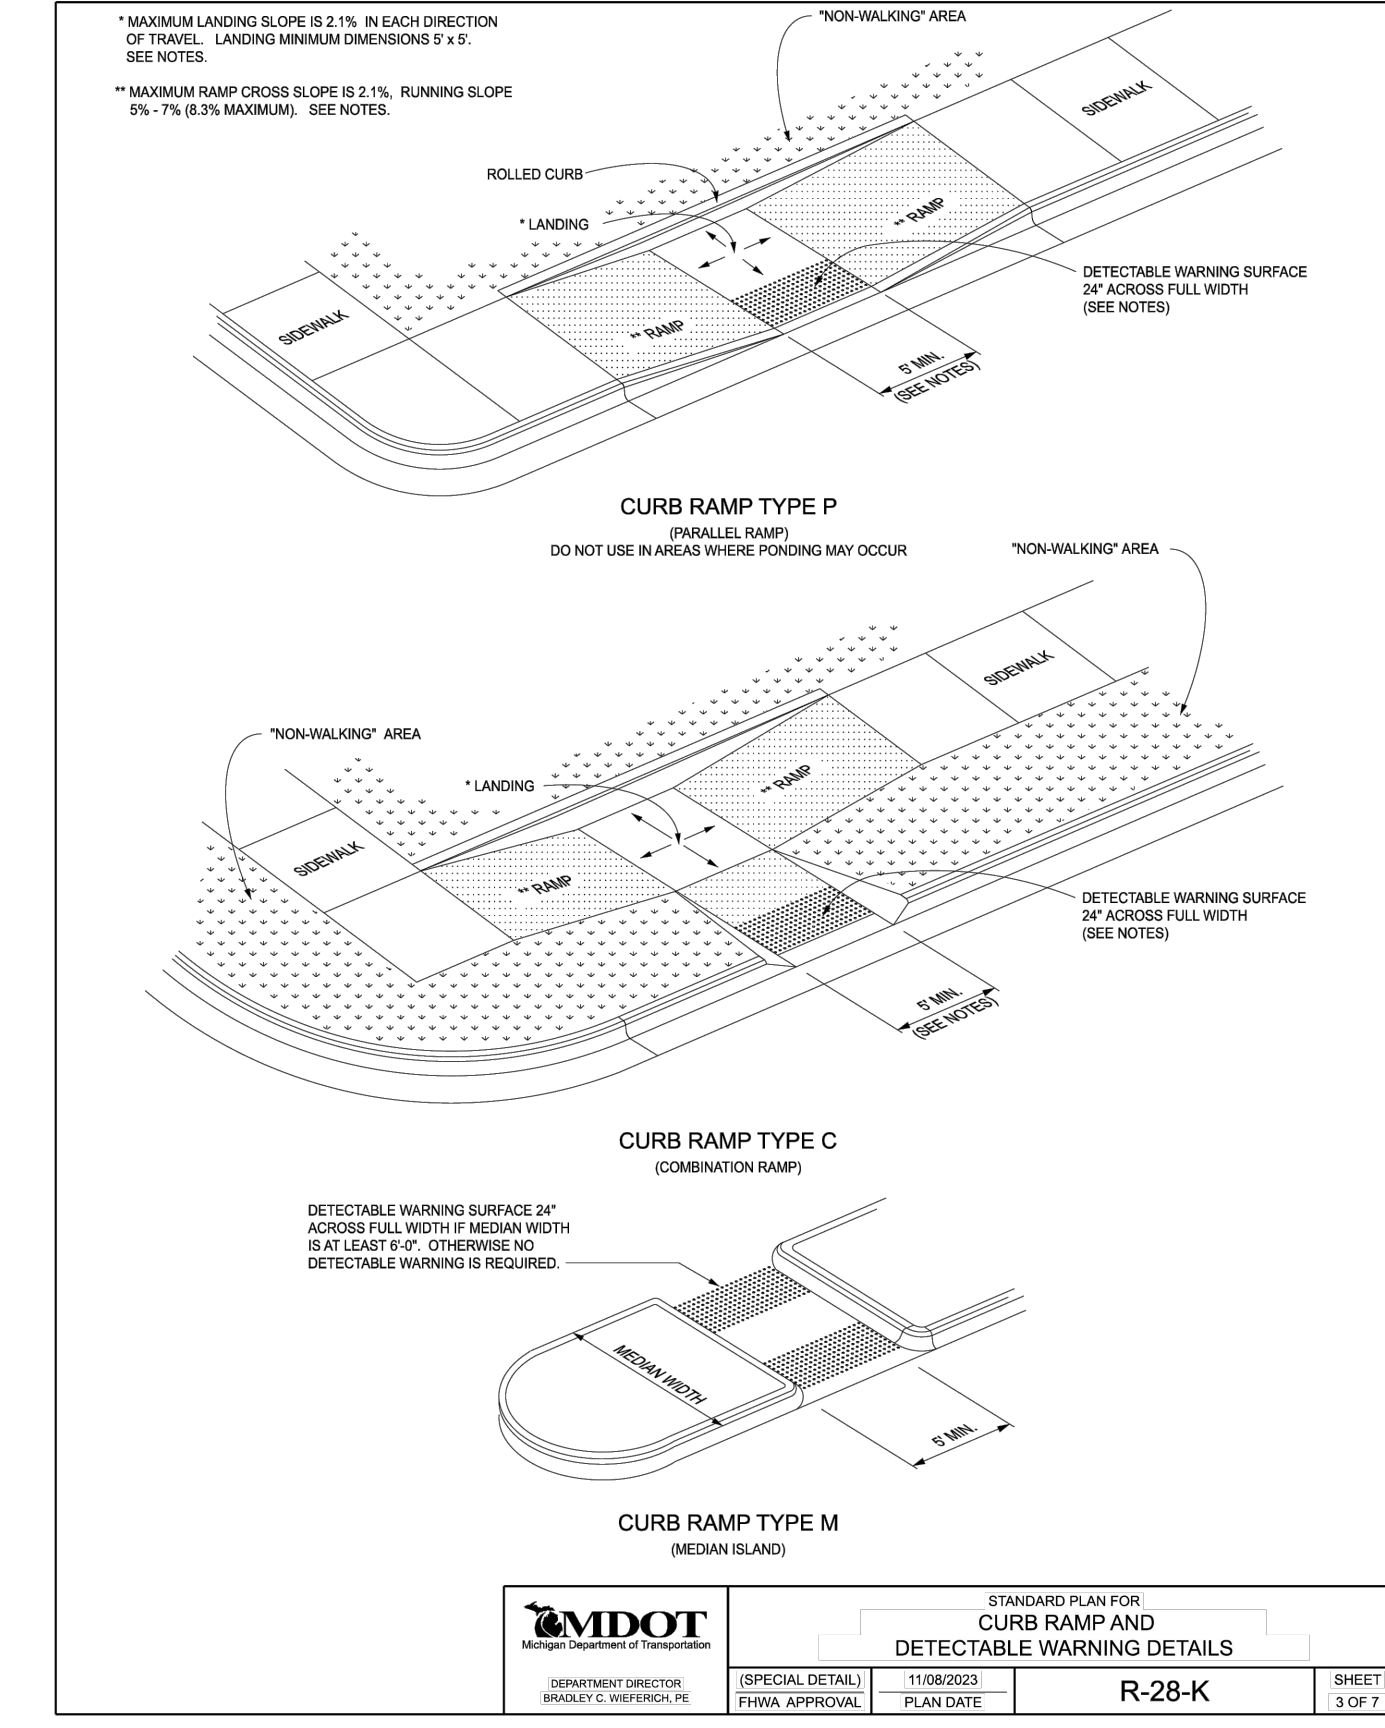 * MAXIMUM LANDING SLOPE IS 2.1% IN EACH DIRECTION
OF TRAVEL. LANDING MINIMUM DIMENSIONS 5' x 5'.
SEE NOTES.
** MAXIMUM RAMP CROSS SLOPE IS 2.1%, RUNNING SLOPE
5% - 7% (8.3% MAXIMUM). SEE NOTES.
"NON-WALKING" AREA
SIDEWALK
ROLLED CURB
* LANDING
** RAMP
DETECTABLE WARNING SURFACE
24" ACROSS FULL WIDTH
(SEE NOTES)
SIDEWALK
** RAMP
5' MIN.
(SEE NOTES)
CURB RAMP TYPE P
(PARALLEL RAMP)
DO NOT USE IN AREAS WHERE PONDING MAY OCCUR
"NON-WALKING" AREA
SIDEWALK
"NON-WALKING" AREA
* LANDING
** RAMP
SIDEWALK
** RAMP
DETECTABLE WARNING SURFACE
24" ACROSS FULL WIDTH
(SEE NOTES)
5' MIN.
(SEE NOTES)
CURB RAMP TYPE C
(COMBINATION RAMP)
DETECTABLE WARNING SURFACE 24"
ACROSS FULL WIDTH IF MEDIAN WIDTH
IS AT LEAST 6'-0". OTHERWISE NO
DETECTABLE WARNING IS REQUIRED.
MEDIAN WIDTH
5' MIN.
CURB RAMP TYPE M
(MEDIAN ISLAND)
MDOT
Michigan Department of Transportation
DEPARTMENT DIRECTOR
BRADLEY C. WIEFERICH, PE
STANDARD PLAN FOR
CURB RAMP AND
DETECTABLE WARNING DETAILS
(SPECIAL DETAIL)
FHWA APPROVAL
11/08/2023
PLAN DATE
R-28-K
SHEET
3 OF 7